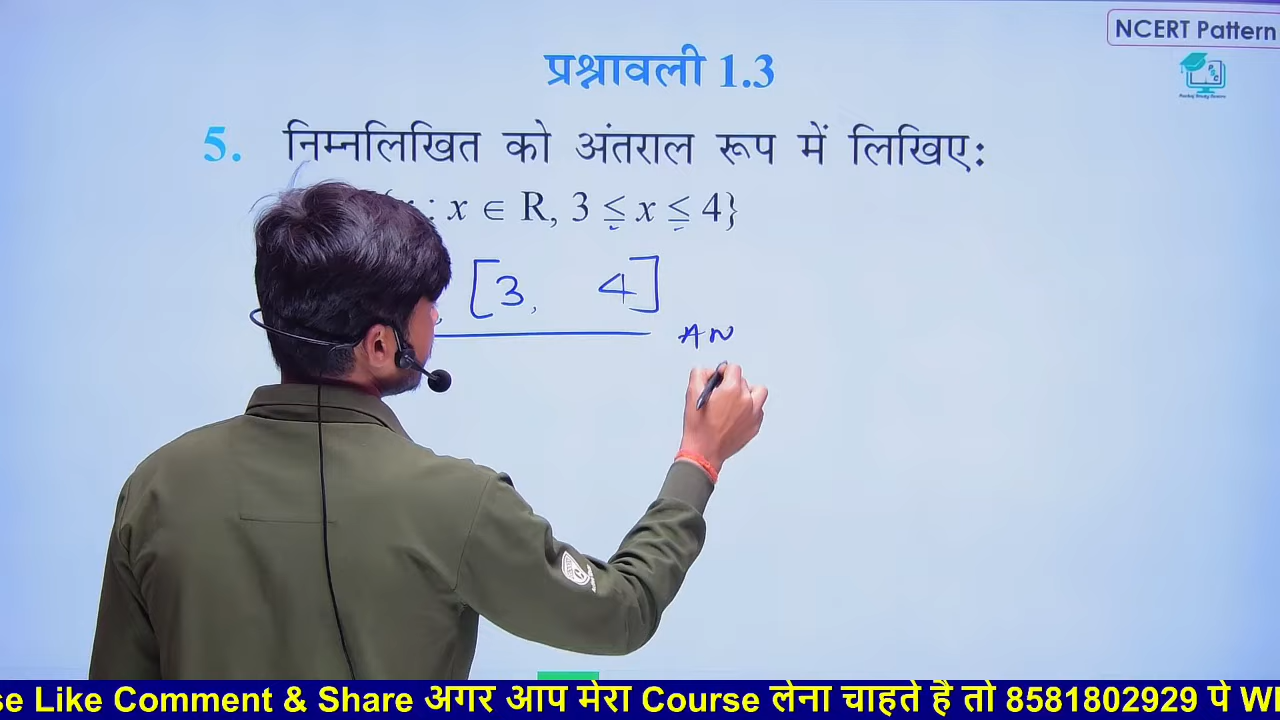 NCERT Pattern
प्रश्नावली 1.3
5. निम्नलिखित को अंतराल रूप में लिखिए:
: x ∈ R, 3 ≤ x ≤ 4}
[3, 4]
AN
se Like Comment & Share अगर आप मेरा Course लेना चाहते है तो 8581802929 पे W